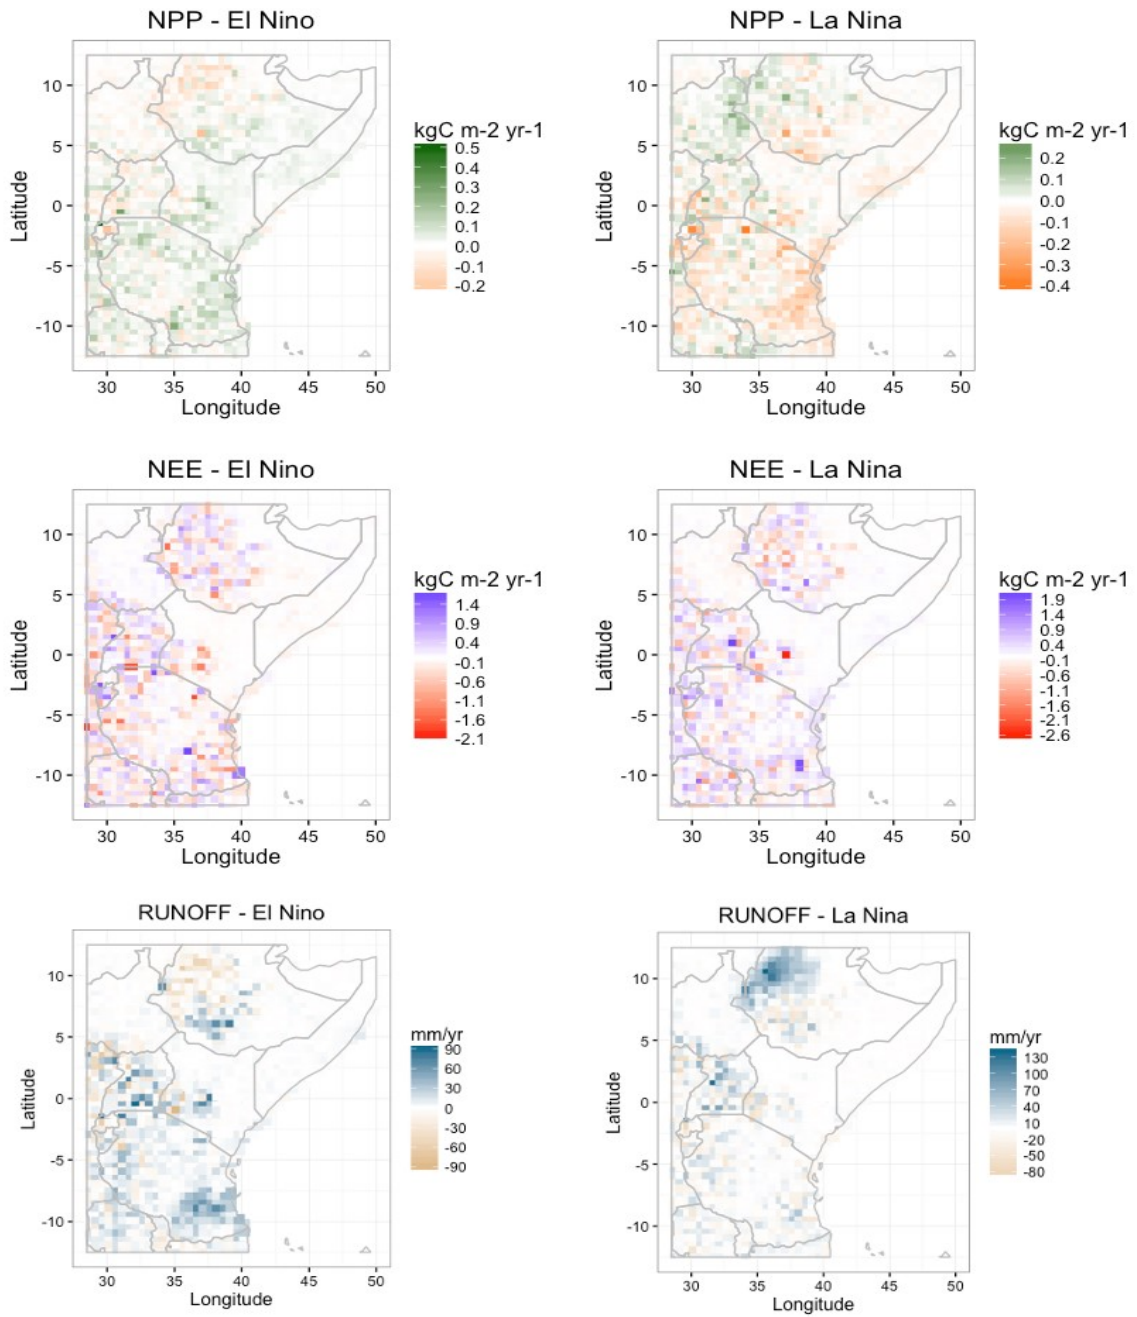 NPP - El Nino
10
5
0
-5
-10
Latitude
30 35 40 45 50
Longitude
kgC m-2 yr-1
0.5
0.4
0.3
0.2
0.1
0.0
-0.1
-0.2
NPP - La Nina
10
5
0
-5
-10
Latitude
30 35 40 45 50
Longitude
kgC m-2 yr-1
0.2
0.1
0.0
-0.1
-0.2
-0.3
-0.4
NEE - El Nino
10
5
0
-5
-10
Latitude
30 35 40 45 50
Longitude
kgC m-2 yr-1
1.4
0.9
0.4
-0.1
-0.6
-1.1
-1.6
-2.1
NEE - La Nina
10
5
0
-5
-10
Latitude
30 35 40 45 50
Longitude
kgC m-2 yr-1
1.9
1.4
0.9
0.4
-0.1
-0.6
-1.1
-1.6
-2.1
-2.6
RUNOFF - El Nino
10
5
0
-5
-10
Latitude
30 35 40 45 50
Longitude
mm/yr
90
60
30
0
-30
-60
-90
RUNOFF - La Nina
10
5
0
-5
-10
Latitude
30 35 40 45 50
Longitude
mm/yr
130
100
70
40
10
-20
-50
-80